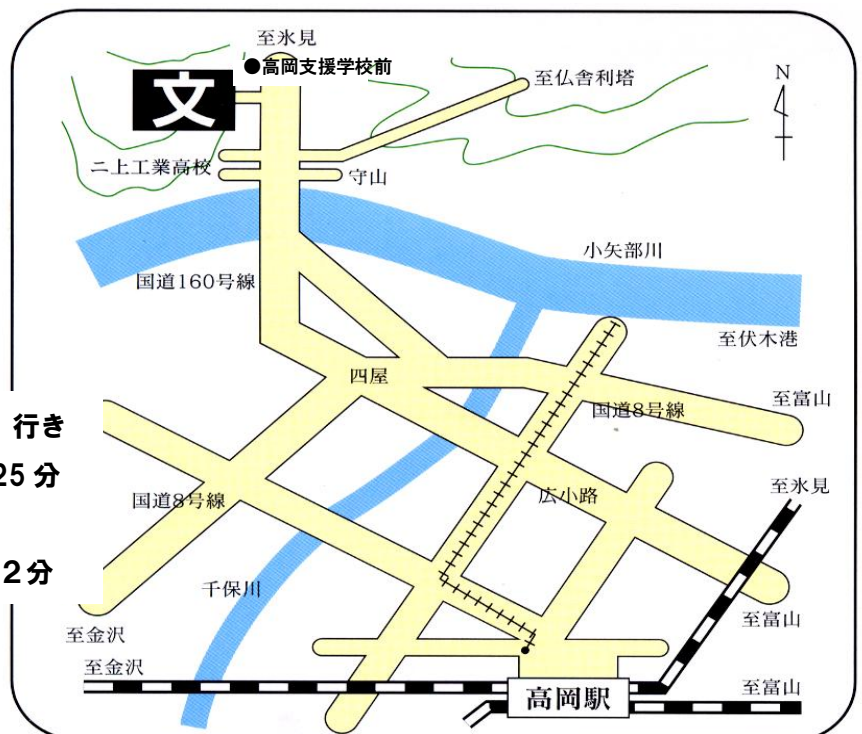 至氷見
●高岡支援学校前
文
至仏舎利塔
N
二上工業高校
守山
小矢部川
国道160号線
至伏木港
四屋
至富山
国道8号線
行き
25分
至氷見
国道8号線
広小路
2分
千保川
至富山
至金沢
至金沢
至富山
高岡駅